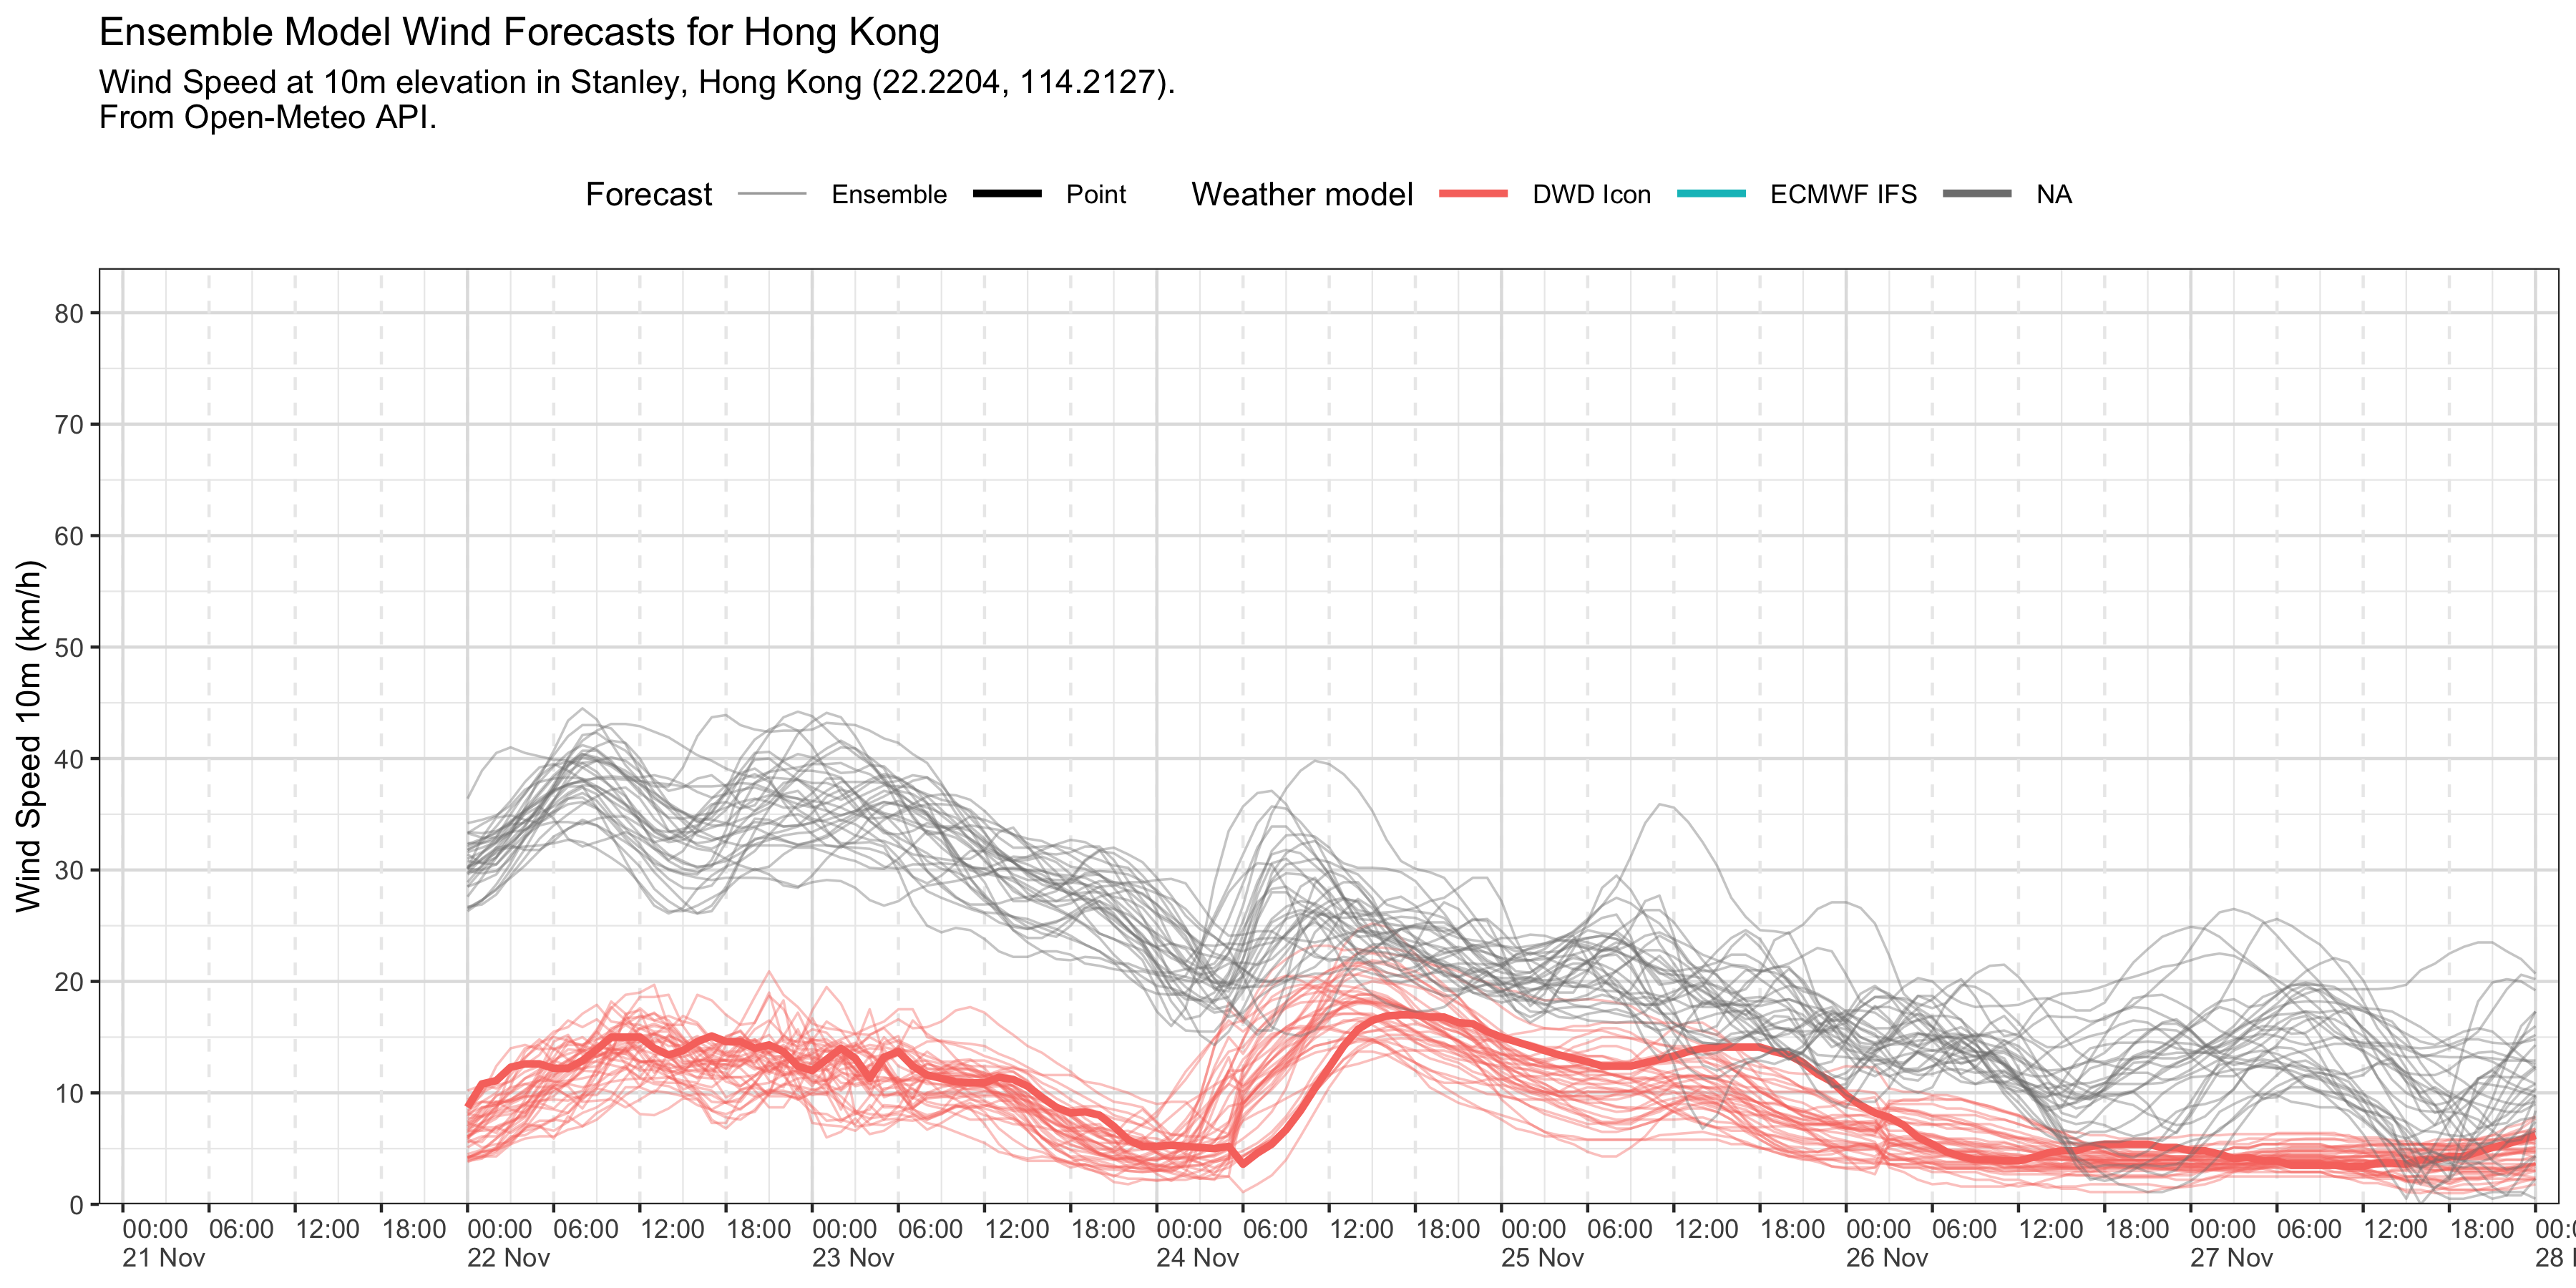 Ensemble Model Wind Forecasts for Hong Kong
Wind Speed at 10m elevation in Stanley, Hong Kong (22.2204, 114.2127).
From Open-Meteo API.
Forecast Ensemble Point Weather model DWD Icon ECMWF IFS NA
Wind Speed 10m (km/h)
80
70
60
50
40
30
20
10
0
00:00 06:00 12:00 18:00 00:00 06:00 12:00 18:00 00:00 06:00 12:00 18:00 00:00 06:00 12:00 18:00 00:00 06:00 12:00 18:00 00:00 06:00 12:00 18:00 00:00 06:00 12:00 18:00
21 Nov 22 Nov 23 Nov 24 Nov 25 Nov 26 Nov 27 Nov 28